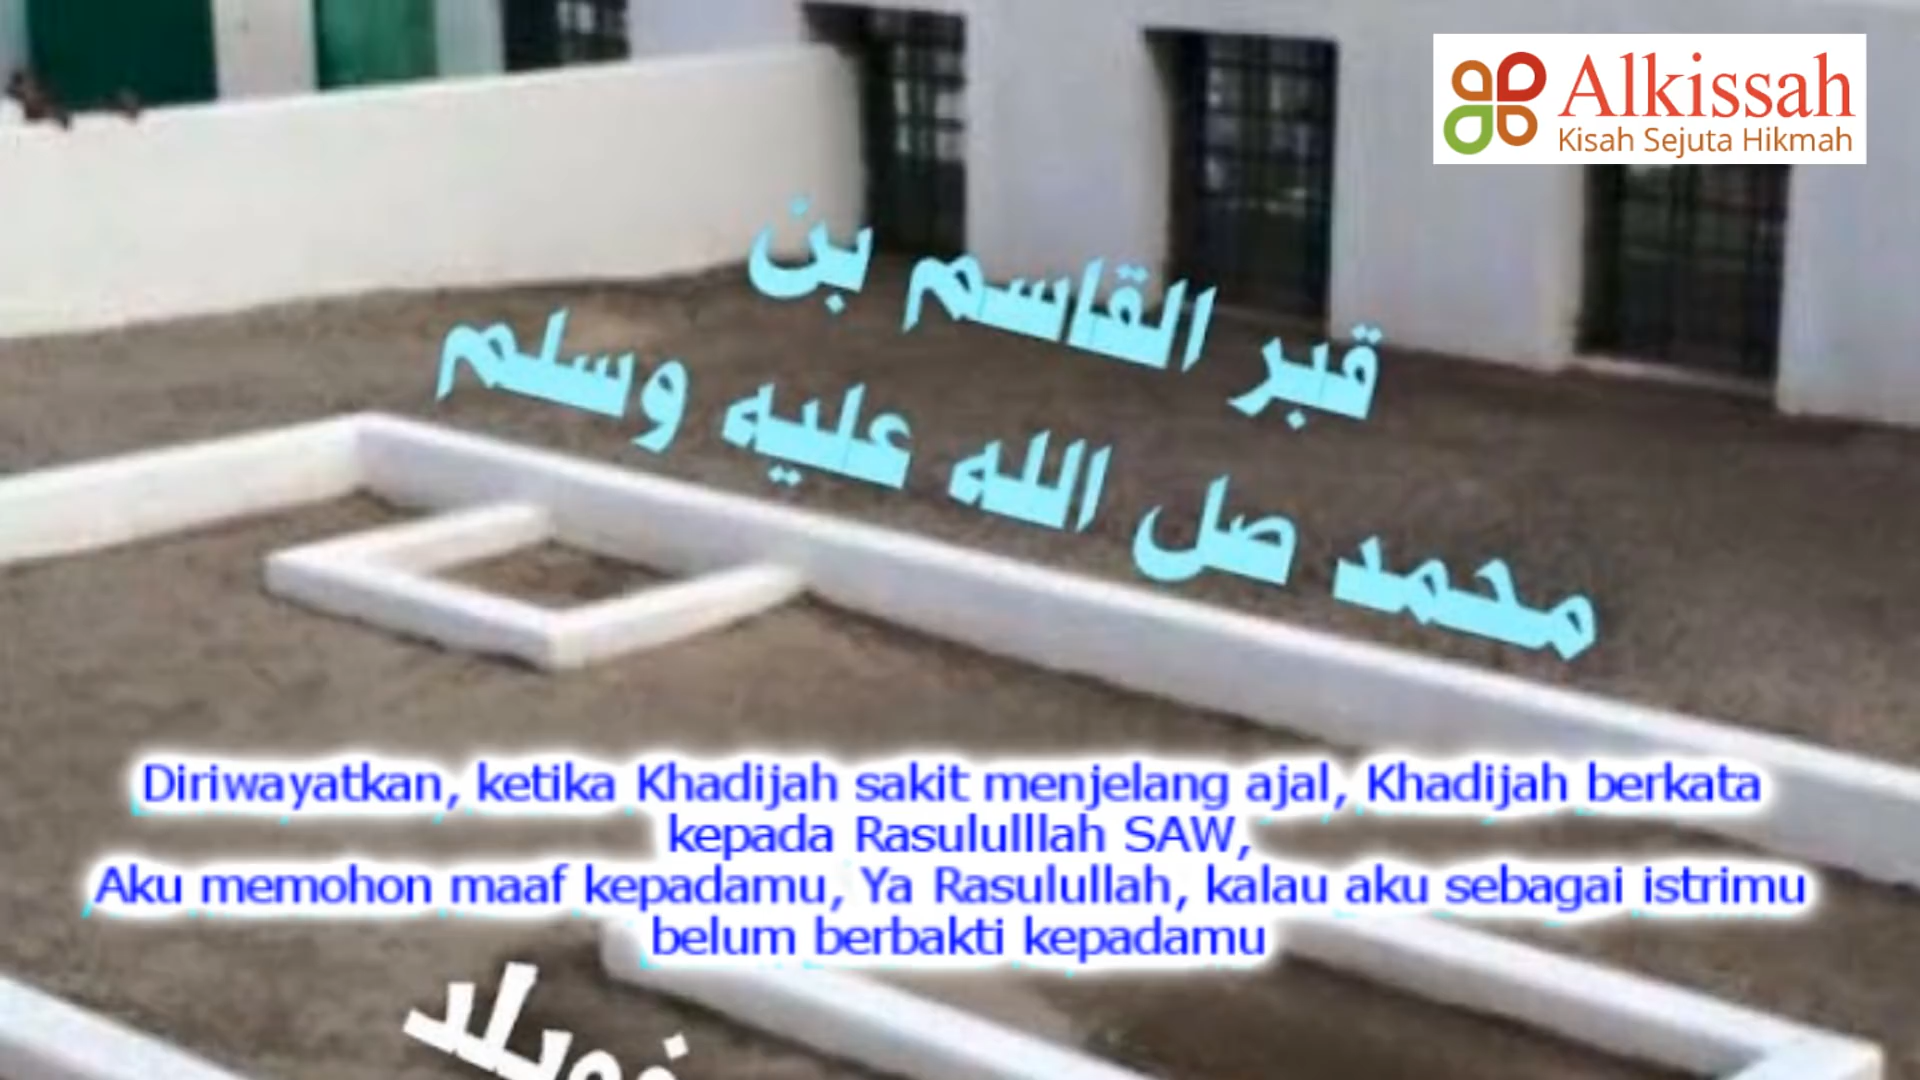 Alkissah
Kisah Sejuta Hikmah
قبر القاسم بن
محمد صل الله عليه وسلم
Diriwayatkan, ketika Khadijah sakit menjelang ajal, Khadijah berkata
kepada Rasululllah SAW,
Aku memohon maaf kepadamu, Ya Rasulullah, kalau aku sebagai istrimu
belum berbakti kepadamu